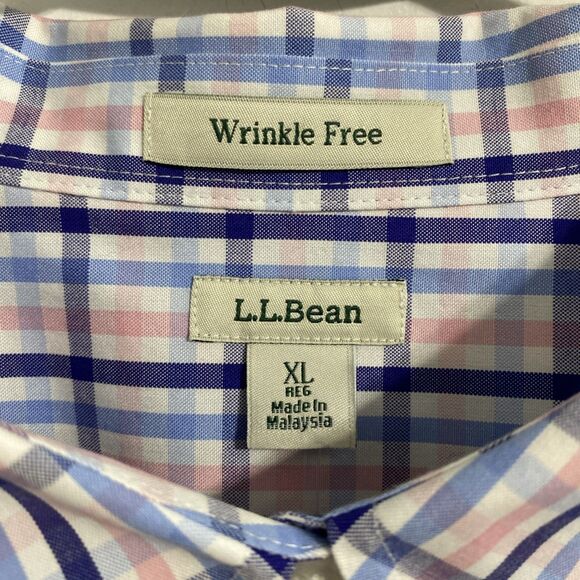 Wrinkle Free
L.L.Bean
XL
REG
Made In
Malaysia